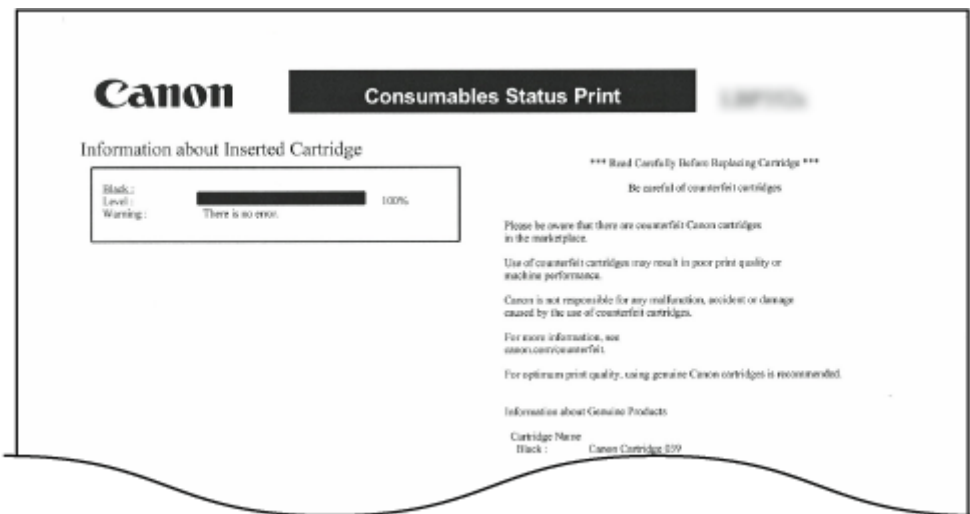 Canon
Consumables Status Print
Information about Inserted Cartridge
Black :
Level :
100%
Warning :
There is no error.
*** Read Carefully Before Replacing Cartridge ***
Be careful of counterfeit cartridges
Please be aware that there are counterfeit Canon cartridges
in the marketplace.
Use of counterfeit cartridges may result in poor print quality or
machine performance.
Canon is not responsible for any malfunction, accident or damage
caused by the use of counterfeit cartridges.
For more information, see
canon.com/counterfeit.
For optimum print quality, using genuine Canon cartridges is recommended.
Information about Genuine Products
Cartridge Name
Black :
Canon Cartridge 039